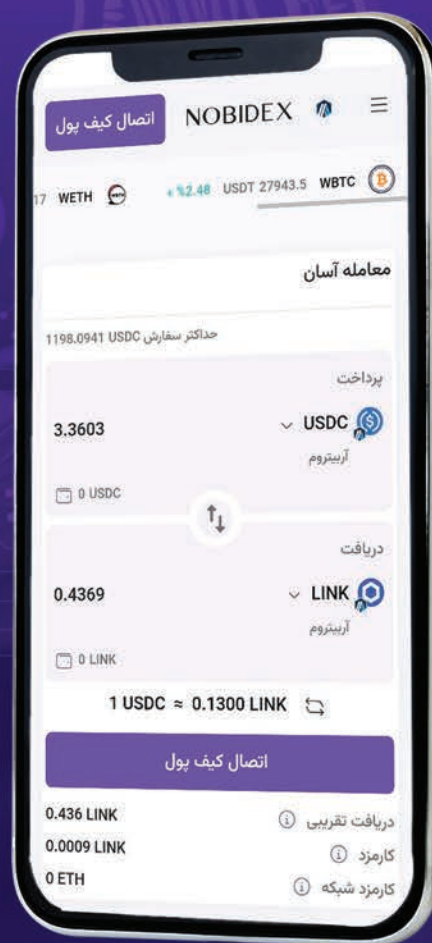 اتصال کیف پول NOBIDEX
17 WETH + %2.48 USDT 27943.5 WBTC
معامله آسان
حداکثر سفارش 1198.0941 USDC
پرداخت
3.3603 USDC
آربیتروم
0 USDC
دریافت
0.4369 LINK
آربیتروم
0 LINK
1 USDC ≈ 0.1300 LINK
اتصال کیف پول
دریافت تقریبی 0.436 LINK
کارمزد 0.0009 LINK
کارمزد شبکه 0 ETH